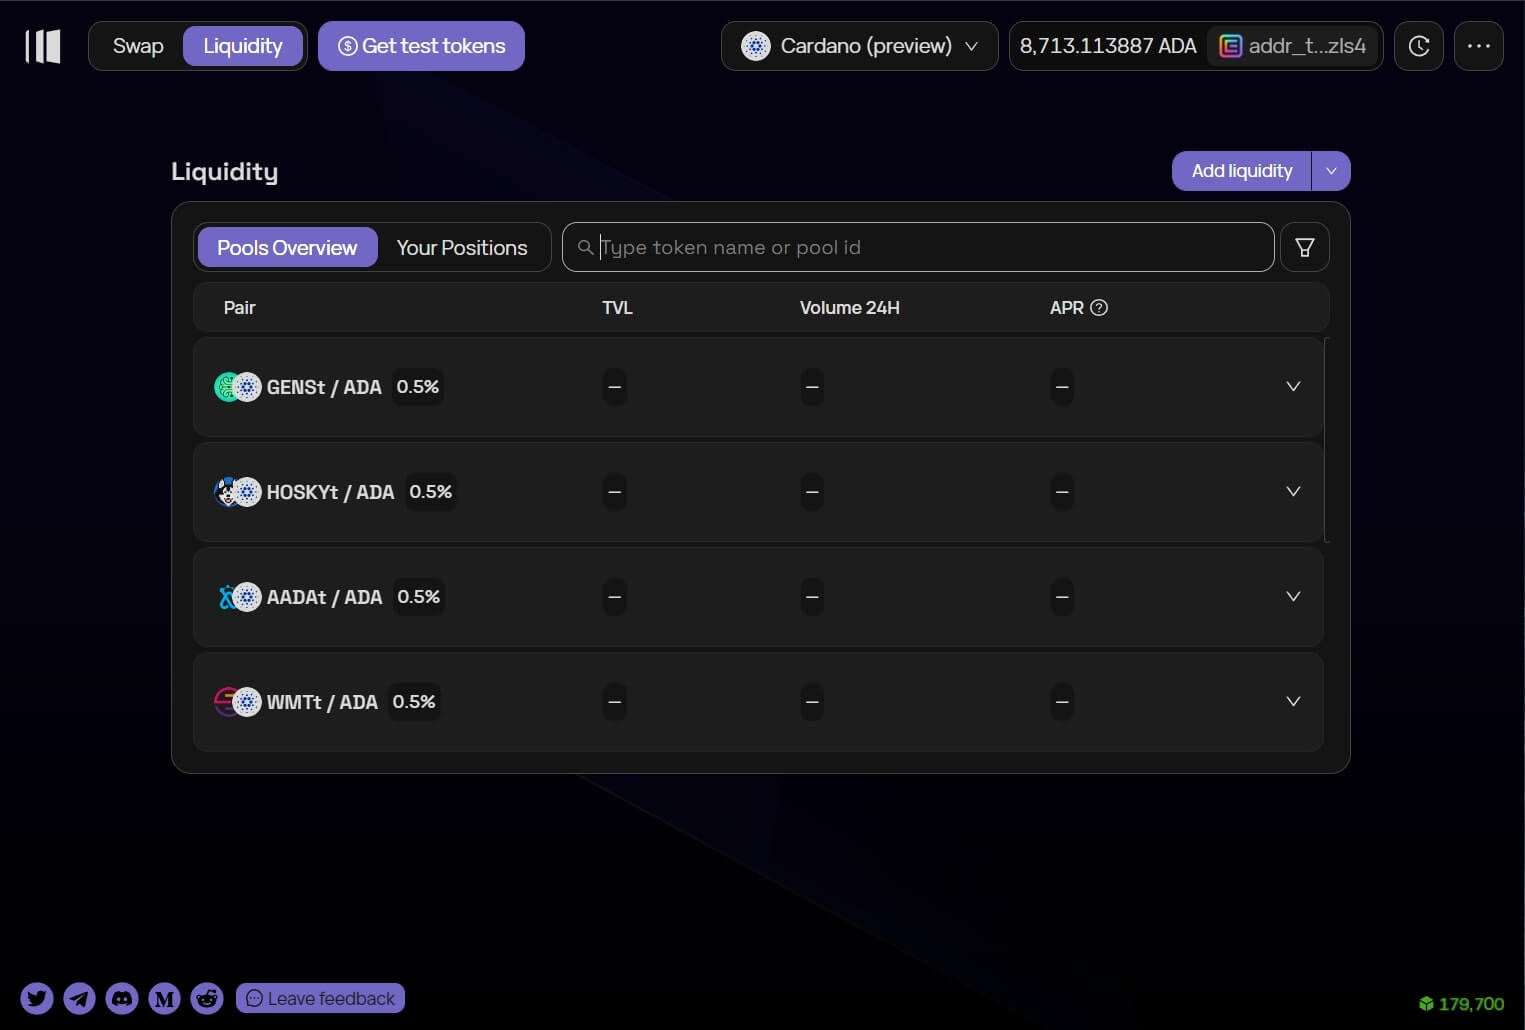 Swap Liquidity Get test tokens Cardano (preview) 8,713.113887 ADA addr_t...zls4
Liquidity Add liquidity
Pools Overview Your Positions Type token name or pool id
Pair TVL Volume 24H APR
GENSt / ADA 0.5% – – –
HOSKYt / ADA 0.5% – – –
AADAt / ADA 0.5% – – –
WMTt / ADA 0.5% – – –
Leave feedback 179,700